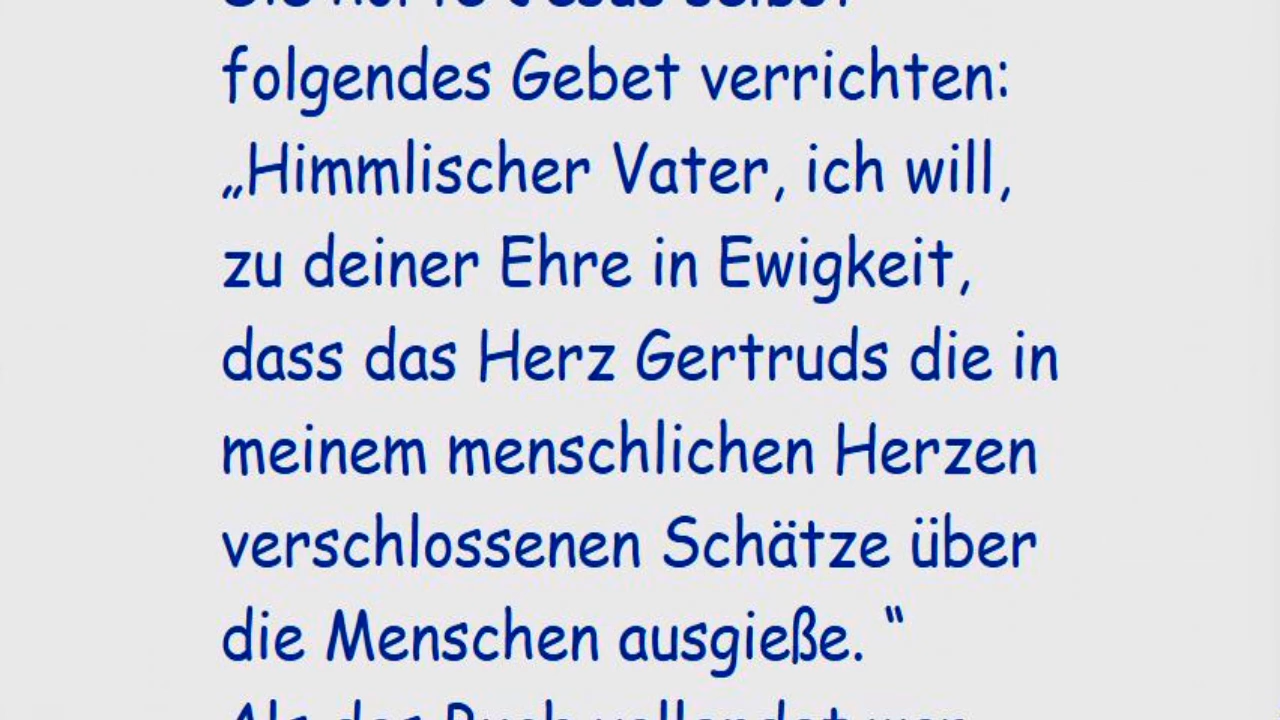 folgendes Gebet verrichten:
„Himmlischer Vater, ich will,
zu deiner Ehre in Ewigkeit,
dass das Herz Gertruds die in
meinem menschlichen Herzen
verschlossenen Schätze über
die Menschen ausgieße. “